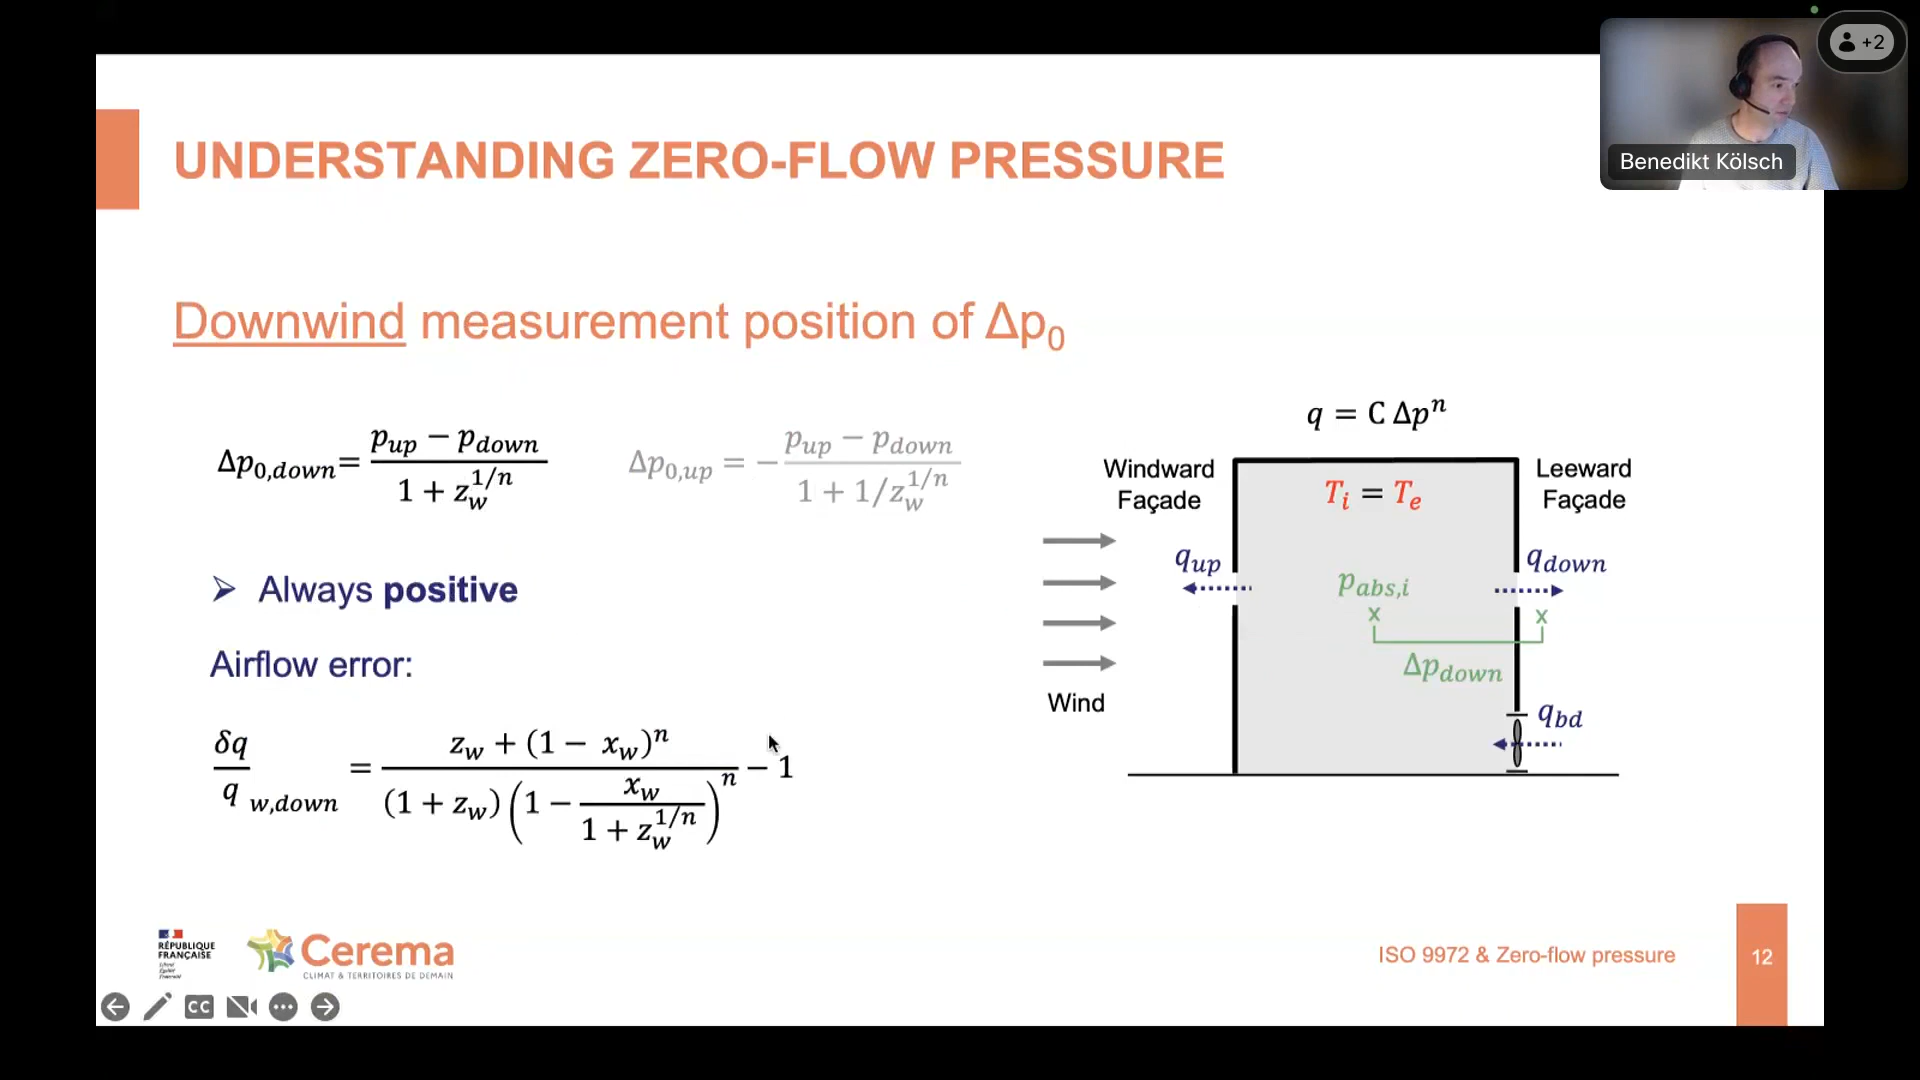 +2
Benedikt Kölsch
UNDERSTANDING ZERO-FLOW PRESSURE
Downwind measurement position of Δp₀
Δp₀,down = (p_up − p_down) / (1 + z_w^(1/n))
Δp₀,up = − (p_up − p_down) / (1 + 1/z_w^(1/n))
➢ Always positive
Airflow error:
δq/q w,down = (z_w + (1 − x_w)^n) / ((1 + z_w)(1 − x_w/(1 + z_w^(1/n)))^n) − 1
q = C Δp^n
Windward
Façade
T_i = T_e
Leeward
Façade
q_up
q_down
p_abs,i
x
x
Δp_down
Wind
q_bd
RÉPUBLIQUE
FRANÇAISE
Cerema
CLIMAT & TERRITOIRES DE DEMAIN
ISO 9972 & Zero-flow pressure
12
CC